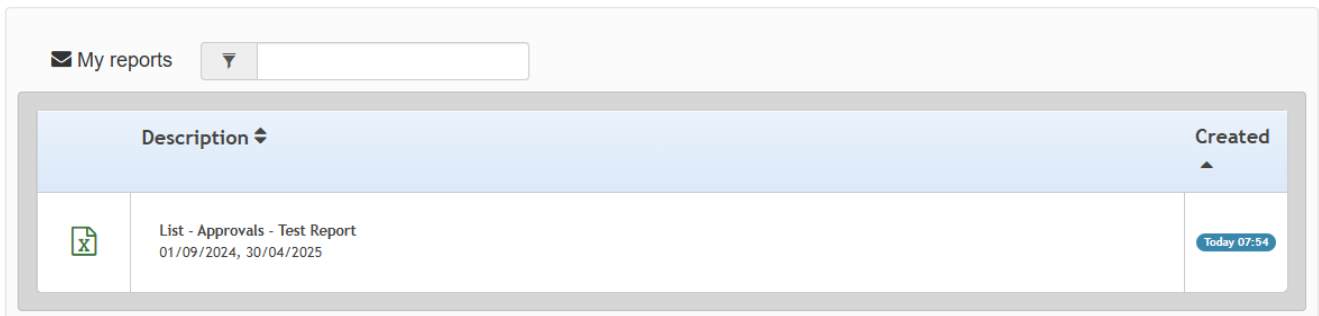 My reports
Description
Created
List - Approvals - Test Report
01/09/2024, 30/04/2025
Today 07:54